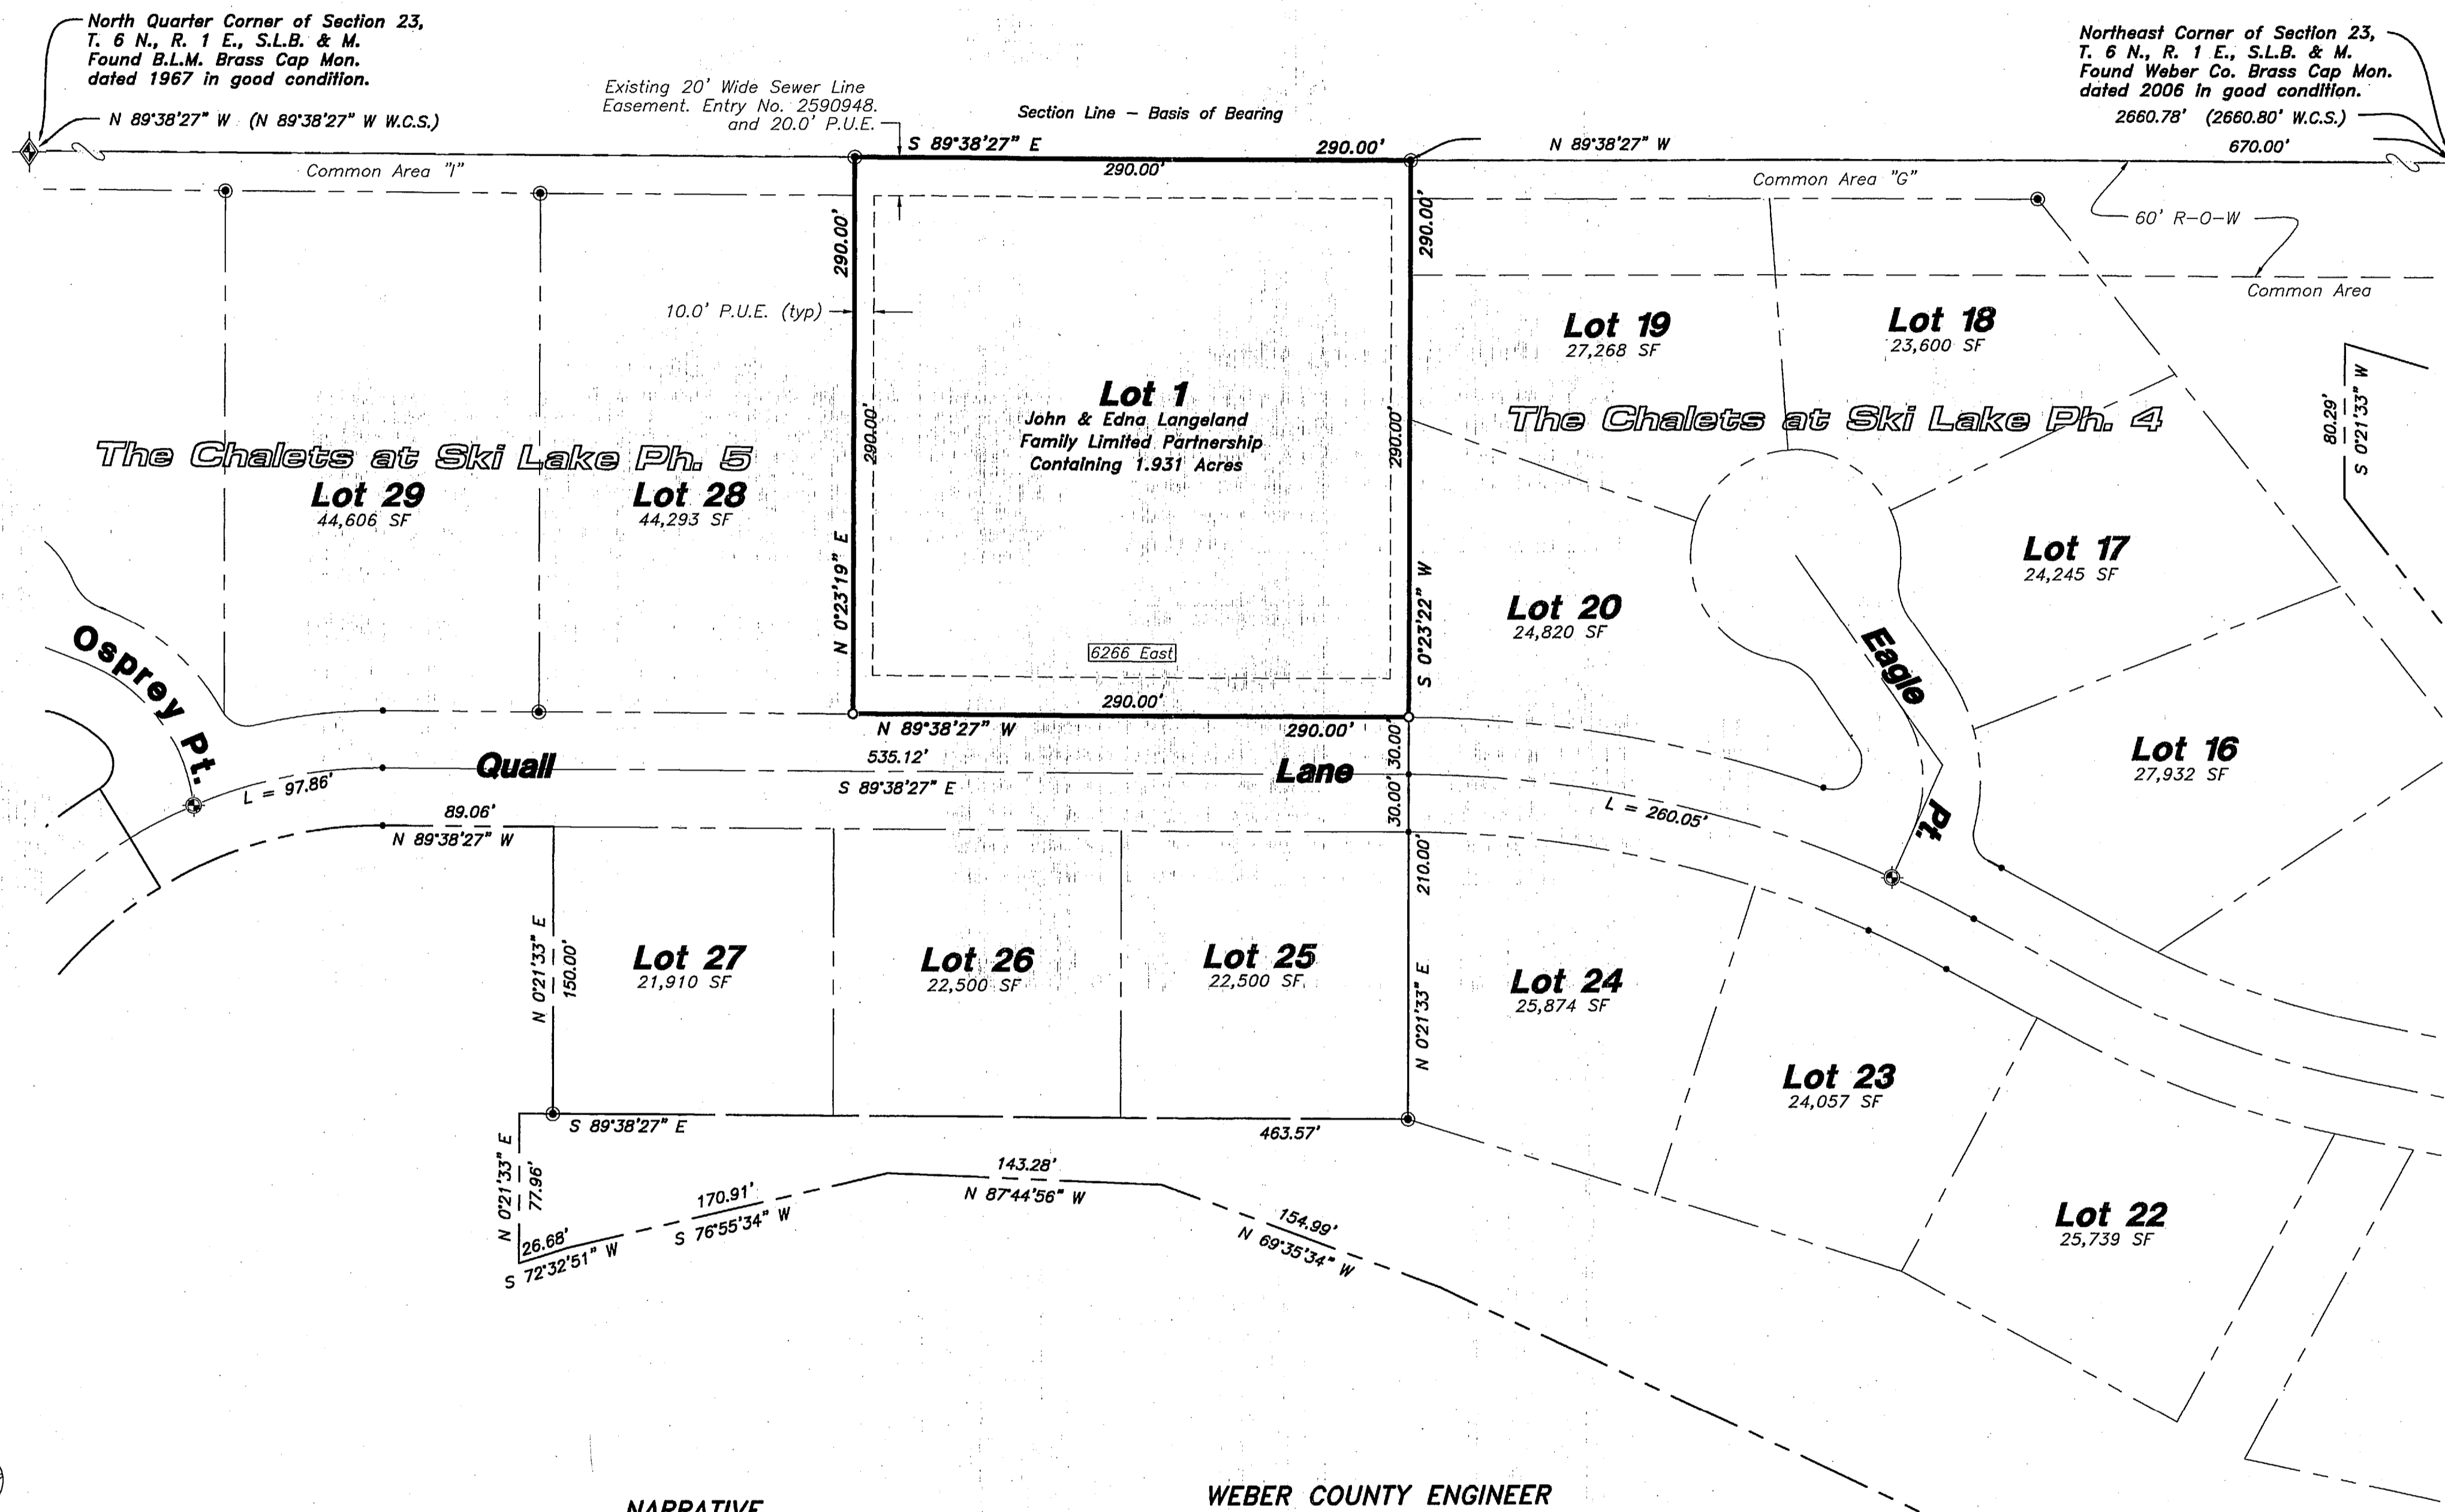 North Quarter Corner of Section 23,
T. 6 N., R. 1 E., S.L.B. & M.
Found B.L.M. Brass Cap Mon.
dated 1967 in good condition.
N 89°38'27" W (N 89°38'27" W W.C.S.)
Existing 20' Wide Sewer Line
Easement. Entry No. 2590948.
and 20.0' P.U.E.
Section Line - Basis of Bearing
Northeast Corner of Section 23,
T. 6 N., R. 1 E., S.L.B. & M.
Found Weber Co. Brass Cap Mon.
dated 2006 in good condition.
2660.78' (2660.80' W.C.S.)
S 89°38'27" E
290.00'
N 89°38'27" W
670.00'
Common Area "I"
290.00'
Common Area "G"
60' R-O-W
290.00'
290.00'
Common Area
10.0' P.U.E. (typ)
Lot 1
John & Edna Langeland
Family Limited Partnership
Containing 1.931 Acres
290.00'
290.00'
Lot 19
27,268 SF
Lot 18
23,600 SF
The Chalets at Ski Lake Ph. 4
80.29'
S 0°21'33" W
The Chalets at Ski Lake Ph. 5
Lot 29
44,606 SF
Lot 28
44,293 SF
Lot 17
24,245 SF
N 0°23'19" E
S 0°23'22" W
Lot 20
24,820 SF
6266 East
Osprey Pt.
Eagle Pt.
290.00'
N 89°38'27" W
290.00'
30.00'
Lot 16
27,932 SF
Quail Lane
535.12'
S 89°38'27" E
L = 97.86'
30.00'
L = 260.05'
89.06'
N 89°38'27" W
210.00'
N 0°21'33" E
150.00'
Lot 27
21,910 SF
Lot 26
22,500 SF
Lot 25
22,500 SF
N 0°21'33" E
Lot 24
25,874 SF
Lot 23
24,057 SF
S 89°38'27" E
463.57'
N 0°21'33" E
77.96'
26.68'
S 72°32'51" W
170.91'
S 76°55'34" W
143.28'
N 87°44'56" W
154.99'
N 69°35'34" W
Lot 22
25,739 SF
NARRATIVE
WEBER COUNTY ENGINEER